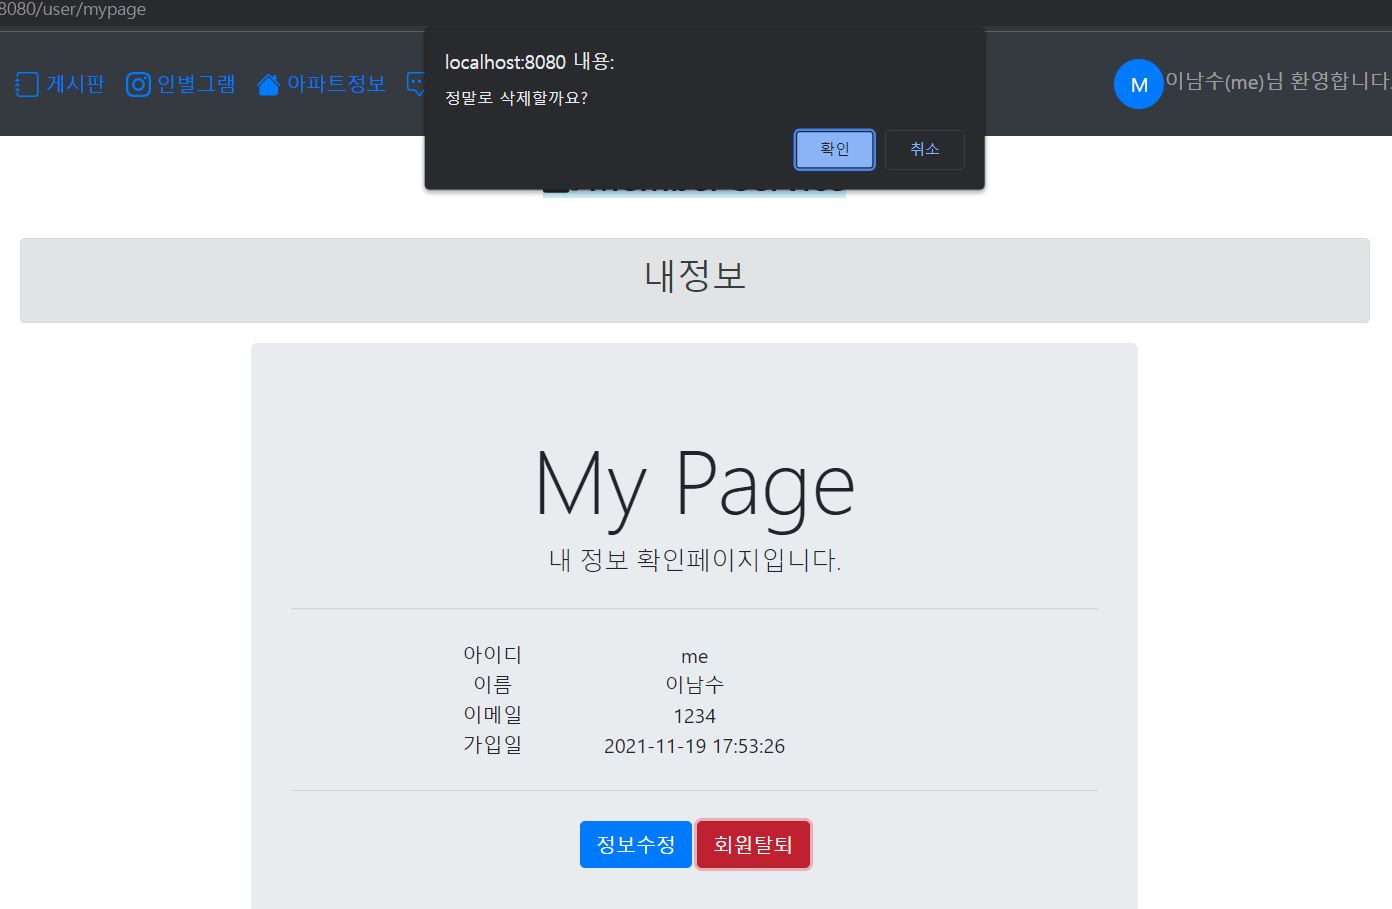 8080/user/mypage
localhost:8080 내용:
정말로 삭제할까요?
확인 취소
게시판 인별그램 아파트정보
M 이남수(me)님 환영합니다.
내정보
My Page
내 정보 확인페이지입니다.
아이디 me
이름 이남수
이메일 1234
가입일 2021-11-19 17:53:26
정보수정 회원탈퇴